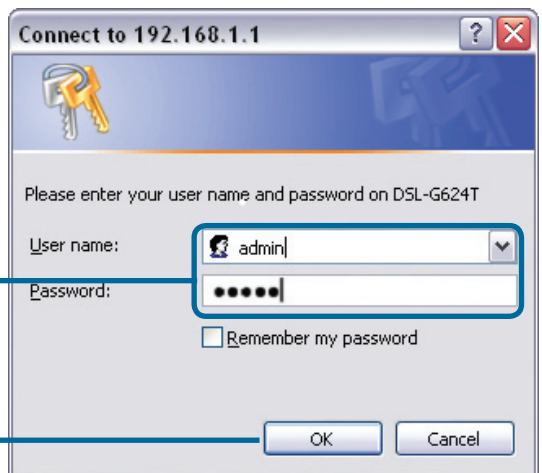 Connect to 192.168.1.1
Please enter your user name and password on DSL-G624T
User name: admin
Password: •••••
Remember my password
OK Cancel